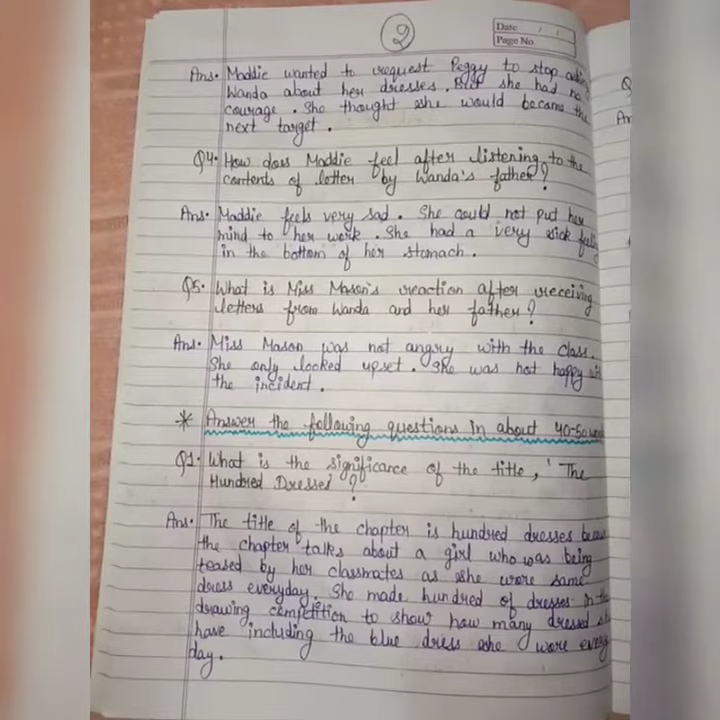 2
Date / /
Page No.
Ans. Maddie wanted to request Peggy to stop
Wanda about her dresses. But she had no
courage. She thought she would became the
next target.
Q4. How does Maddie feel after listening to the
contents of letter by Wanda's father?
Ans. Maddie feels very sad. She could not put her
mind to her work. She had a very sick
in the bottom of her stomach.
Q5. What is Miss Mason's reaction after receiving
letters from Wanda and her father?
Ans. Miss Mason was not angry with the class.
She only looked upset. She was not happy
the incident.
* Answer the following questions in about 40-50
Q1. What is the significance of the title, 'The
Hundred Dresses?
Ans. The title of the chapter is hundred dresses
the chapter talks about a girl who was being
teased by her classmates as she wore same
dress everyday. She made hundred of dresses in
drawing competition to show how many dressed
have including the blue dress she wore every
day.
Q
An